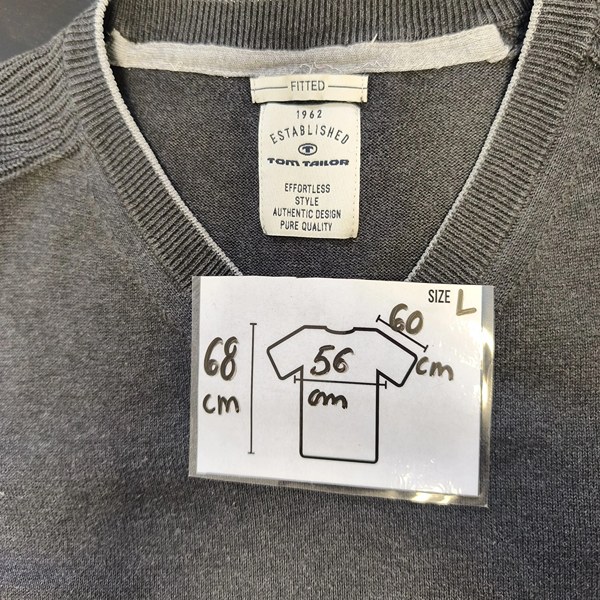 FITTED
1962
ESTABLISHED
TOM TAILOR
EFFORTLESS
STYLE
AUTHENTIC DESIGN
PURE QUALITY
SIZE L
60
cm
68
cm
56
cm